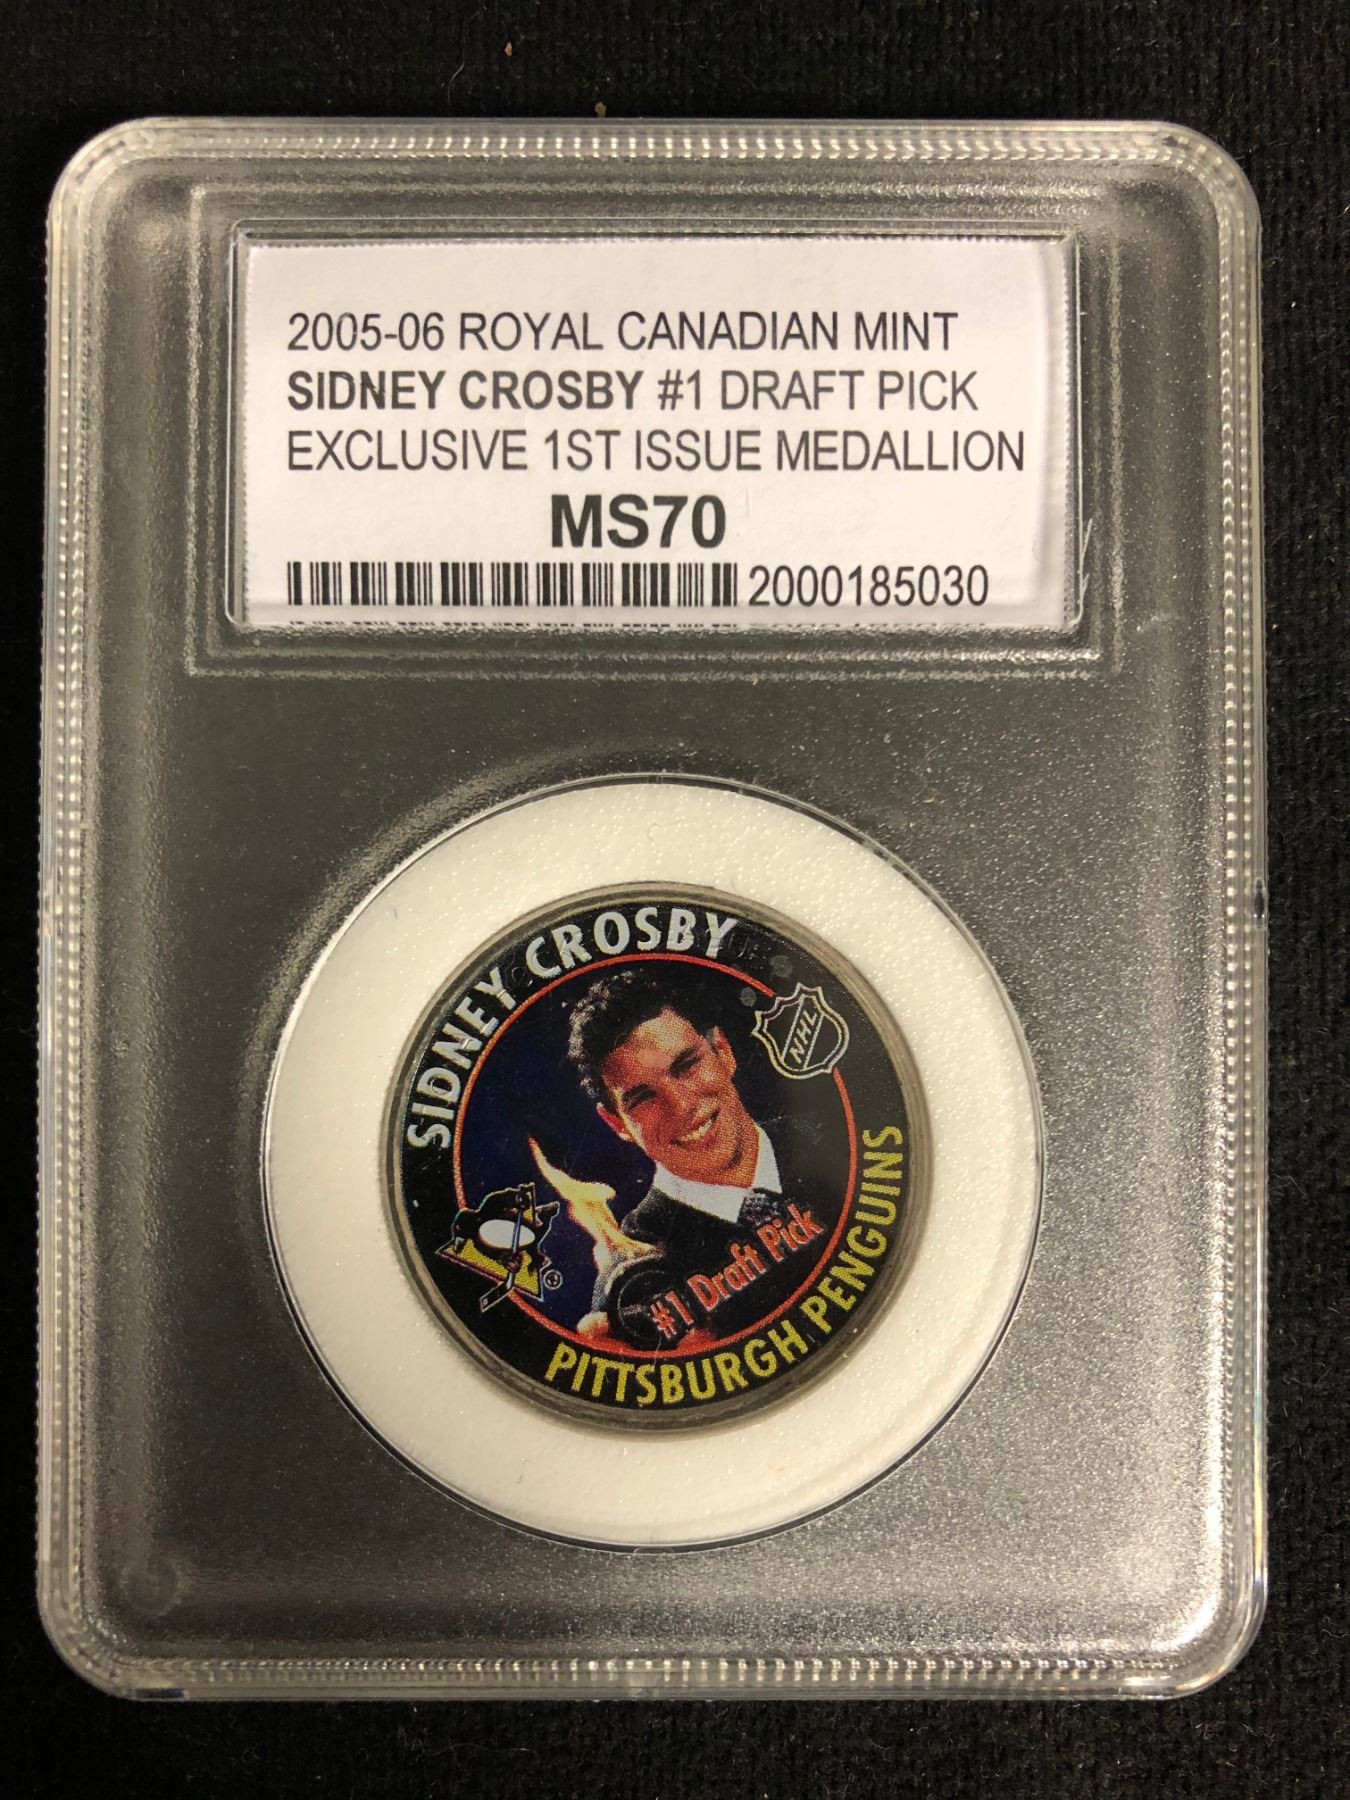 2005-06 ROYAL CANADIAN MINT
SIDNEY CROSBY #1 DRAFT PICK
EXCLUSIVE 1ST ISSUE MEDALLION
MS70
2000185030
SIDNEY CROSBY
NHL
#1 Draft Pick
PITTSBURGH PENGUINS
®